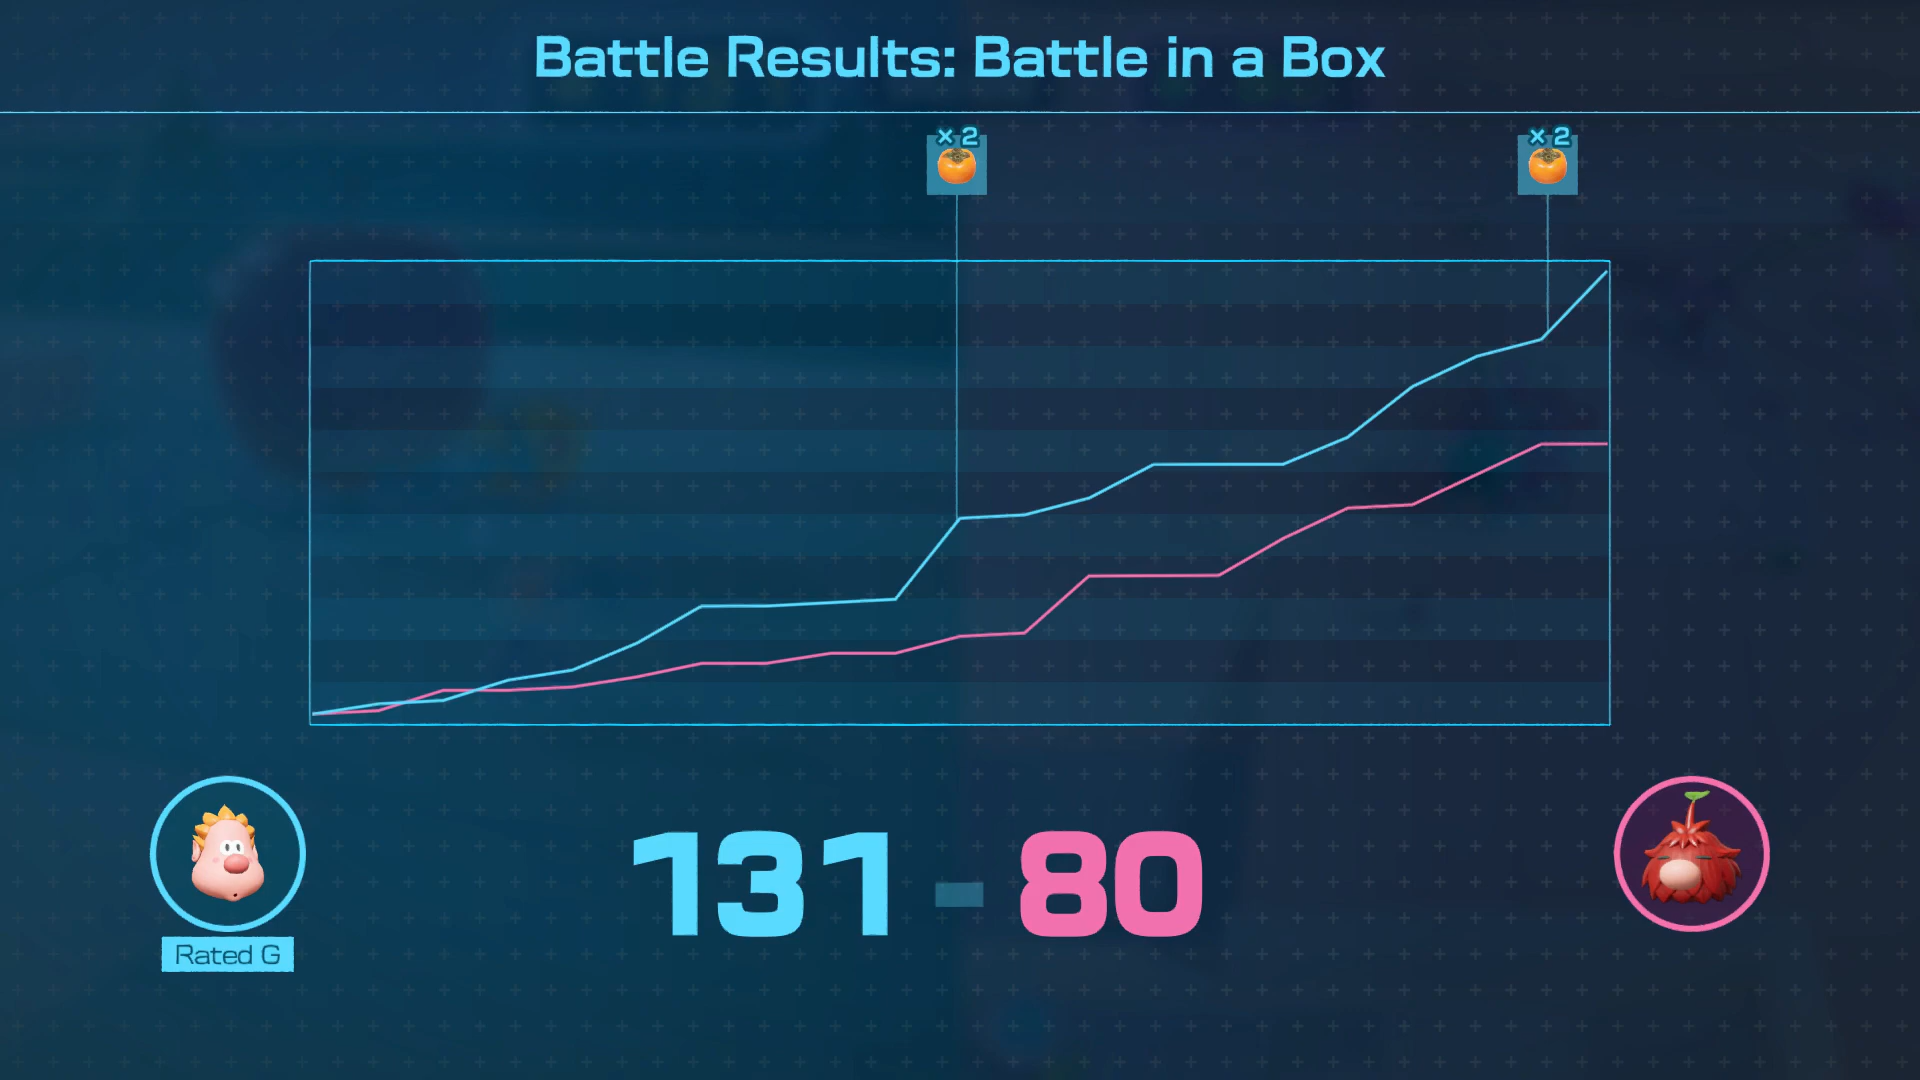 Battle Results: Battle in a Box
× 2
× 2
131 - 80
Rated G